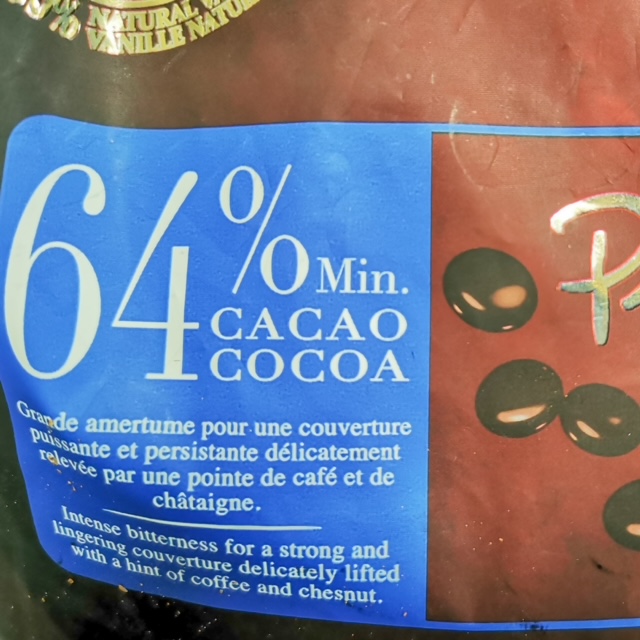 %
NATURAL
VANILLE
64% Min.
CACAO
COCOA
Grande amertume pour une couverture
puissante et persistante délicatement
relevée par une pointe de café et de
châtaigne.
Intense bitterness for a strong and
lingering couverture delicately lifted
with a hint of coffee and chesnut.